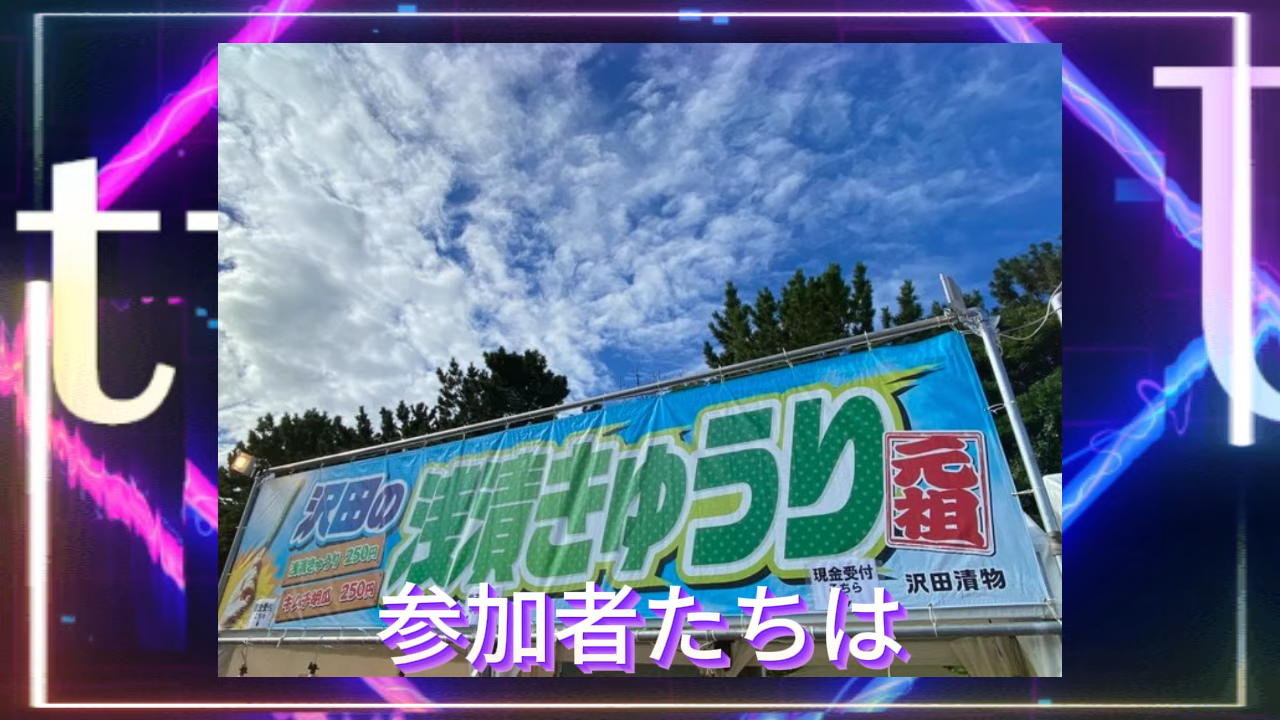 t
t
沢田の
浅漬きゅうり
元祖
浅漬きゅうり 250円
キムチ胡瓜 250円
現金受付
こちら
沢田漬物
参加者たちは